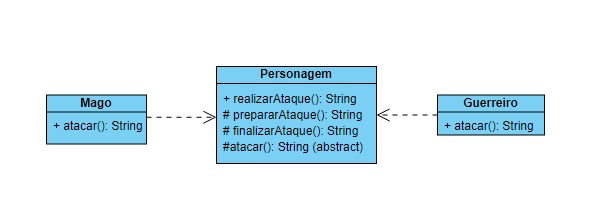 Mago
+ atacar(): String
Personagem
+ realizarAtaque(): String
# prepararAtaque(): String
# finalizarAtaque(): String
#atacar(): String (abstract)
Guerreiro
+ atacar(): String